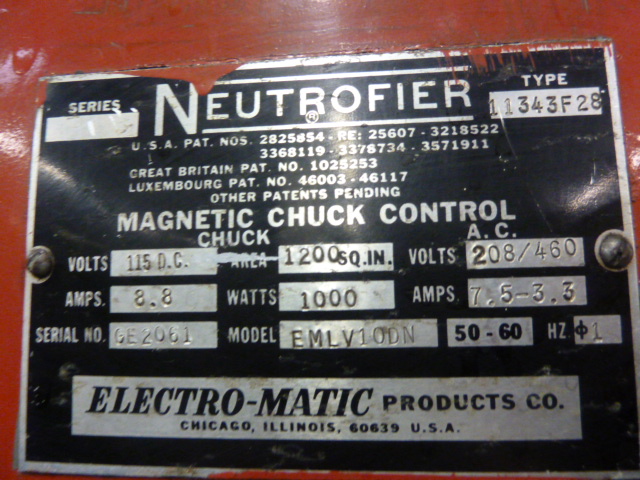 SERIES NEUTROFIER ® TYPE 11343F28
U.S.A. PAT. NOS. 2825854 - RE: 25607 - 3218522
3368119 - 3378734 - 3571911
GREAT BRITAIN PAT. NO. 1025253
LUXEMBOURG PAT. NO. 46003 - 46117
OTHER PATENTS PENDING
MAGNETIC CHUCK CONTROL
CHUCK A.C.
VOLTS 115 D.C. AREA 1200 SQ.IN. VOLTS 208/460
AMPS. 8.8 WATTS 1000 AMPS. 7.5-3.3
SERIAL NO. GE2061 MODEL EMLV10DN 50-60 HZ ϕ1
ELECTRO-MATIC PRODUCTS CO.
CHICAGO, ILLINOIS, 60639 U.S.A.